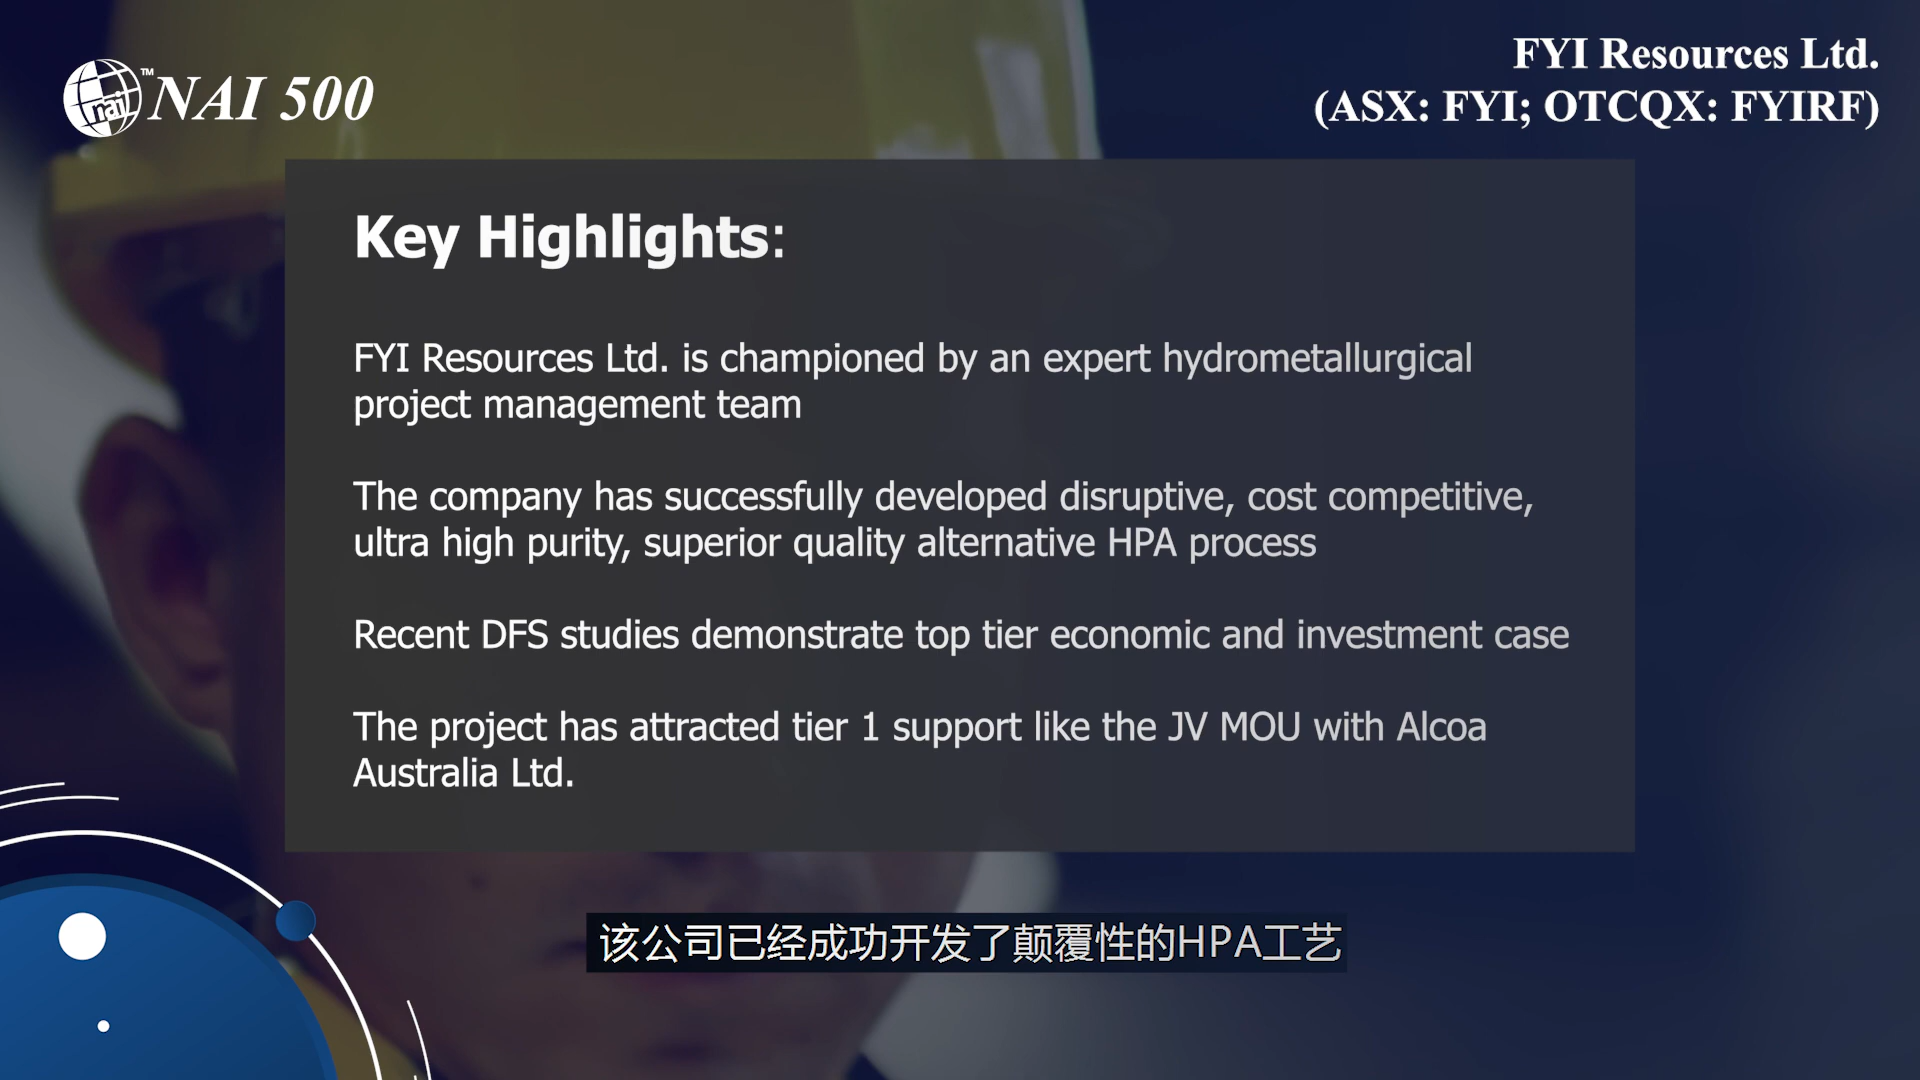 nai
™
NAI 500
FYI Resources Ltd.
(ASX: FYI; OTCQX: FYIRF)
Key Highlights:
FYI Resources Ltd. is championed by an expert hydrometallurgical
project management team
The company has successfully developed disruptive, cost competitive,
ultra high purity, superior quality alternative HPA process
Recent DFS studies demonstrate top tier economic and investment case
The project has attracted tier 1 support like the JV MOU with Alcoa
Australia Ltd.
该公司已经成功开发了颠覆性的HPA工艺